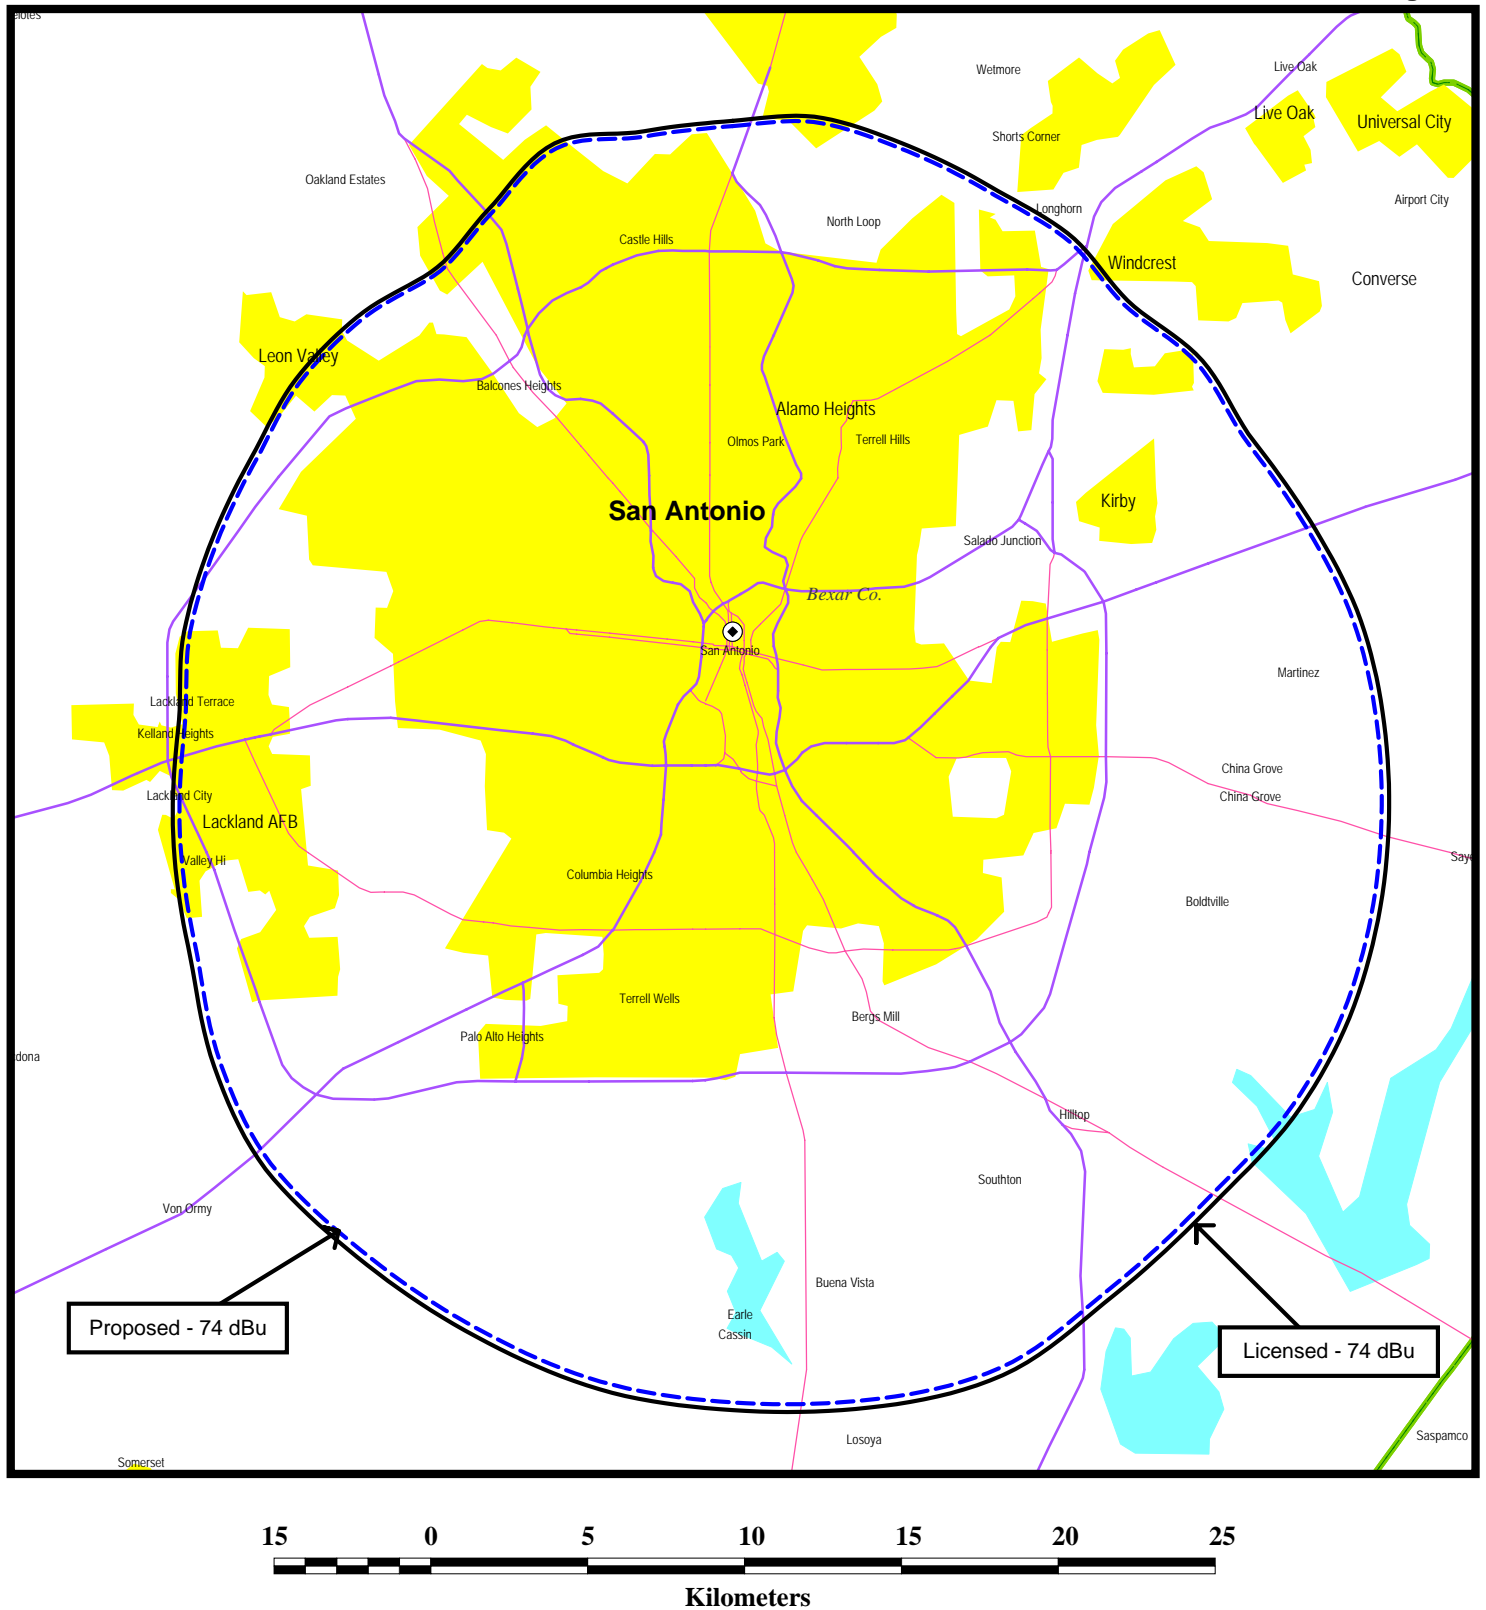 Wetmore
Live Oak
Live Oak
Universal City
Shorts Corner
Oakland Estates
Airport City
Longhorn
North Loop
Castle Hills
Windcrest
Converse
Leon Valley
Balcones Heights
Alamo Heights
Olmos Park
Terrell Hills
San Antonio
Kirby
Salado Junction
Bexar Co.
San Antonio
Martinez
Lackland Terrace
Kelland Heights
China Grove
Lackland City
China Grove
Lackland AFB
Valley Hi
Columbia Heights
Boldtville
Terrell Wells
Bergs Mill
Palo Alto Heights
dona
Hilltop
Southton
Von Ormy
Buena Vista
Earle
Cassin
Proposed - 74 dBu
Licensed - 74 dBu
Losoya
Saspamco
Somerset
15 0 5 10 15 20 25
Kilometers